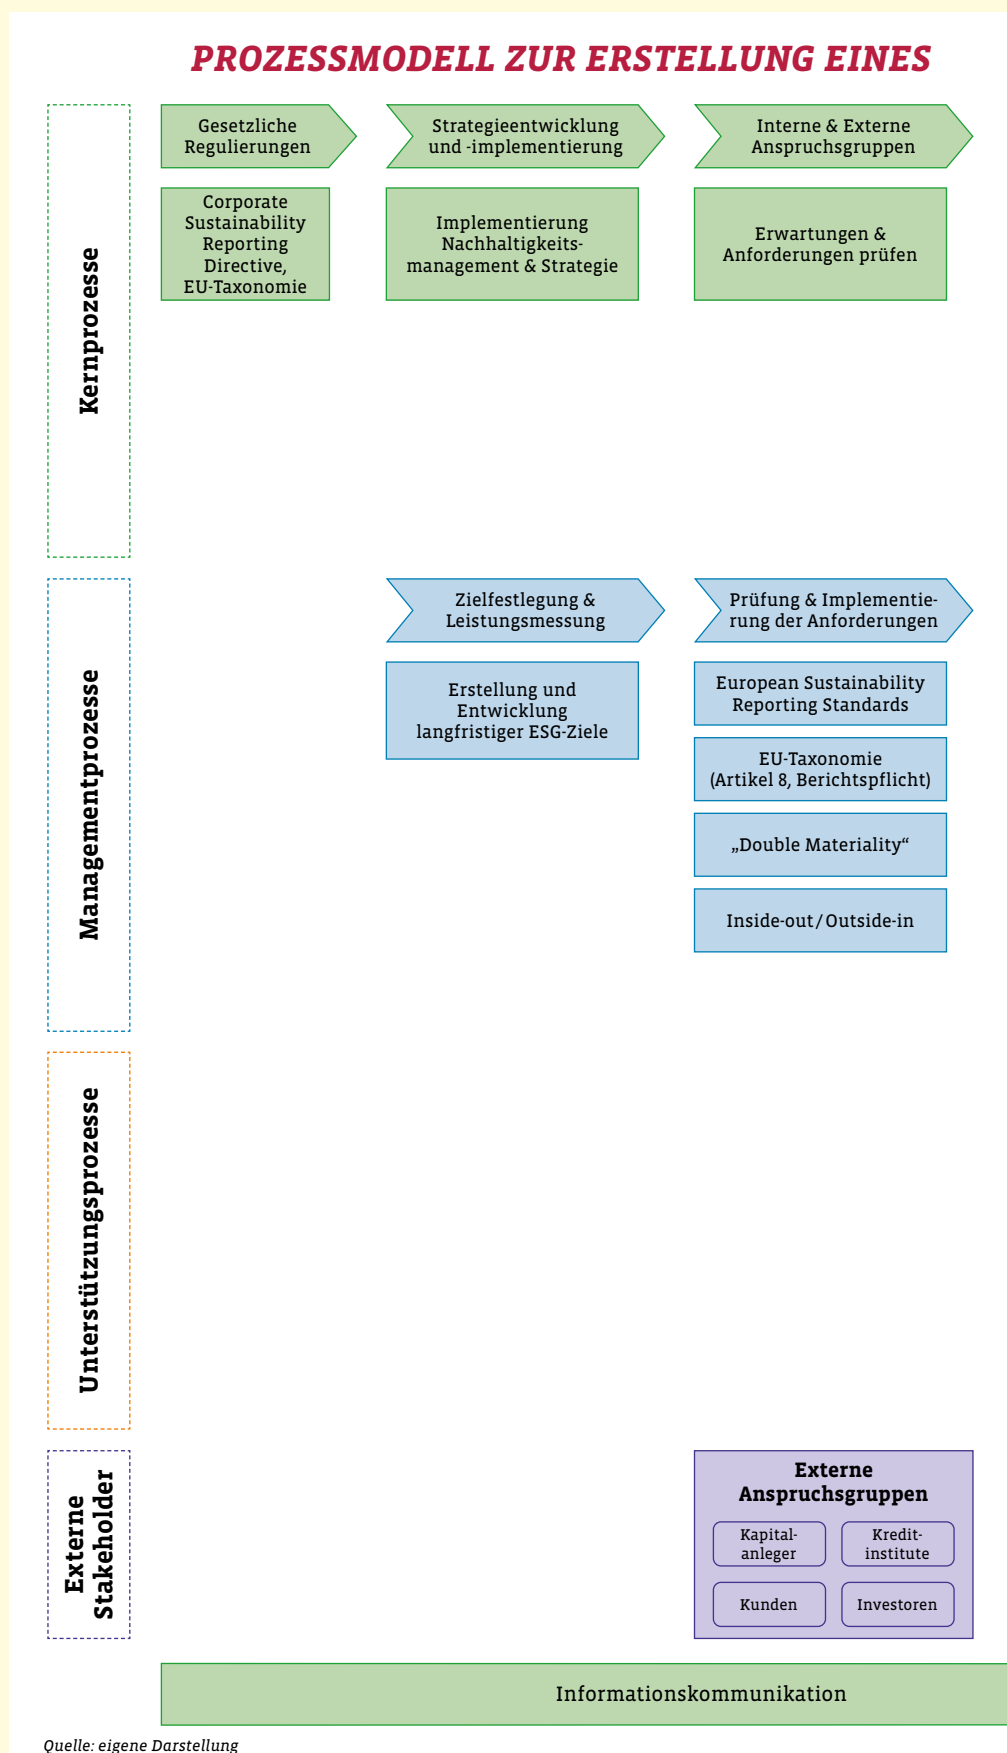 PROZESSMODELL ZUR ERSTELLUNG EINES
Kernprozesse
Gesetzliche
Regulierungen
Strategieentwicklung
und -implementierung
Interne & Externe
Anspruchsgruppen
Corporate
Sustainability
Reporting
Directive,
EU-Taxonomie
Implementierung
Nachhaltigkeits-
management & Strategie
Erwartungen &
Anforderungen prüfen
Managementprozesse
Zielfestlegung &
Leistungsmessung
Prüfung & Implementie-
rung der Anforderungen
Erstellung und
Entwicklung
langfristiger ESG-Ziele
European Sustainability
Reporting Standards
EU-Taxonomie
(Artikel 8, Berichtspflicht)
„Double Materiality“
Inside-out/Outside-in
Unterstützungsprozesse
Externe
Stakeholder
Externe
Anspruchsgruppen
Kapital-
anleger
Kredit-
institute
Kunden
Investoren
Informationskommunikation
Quelle: eigene Darstellung